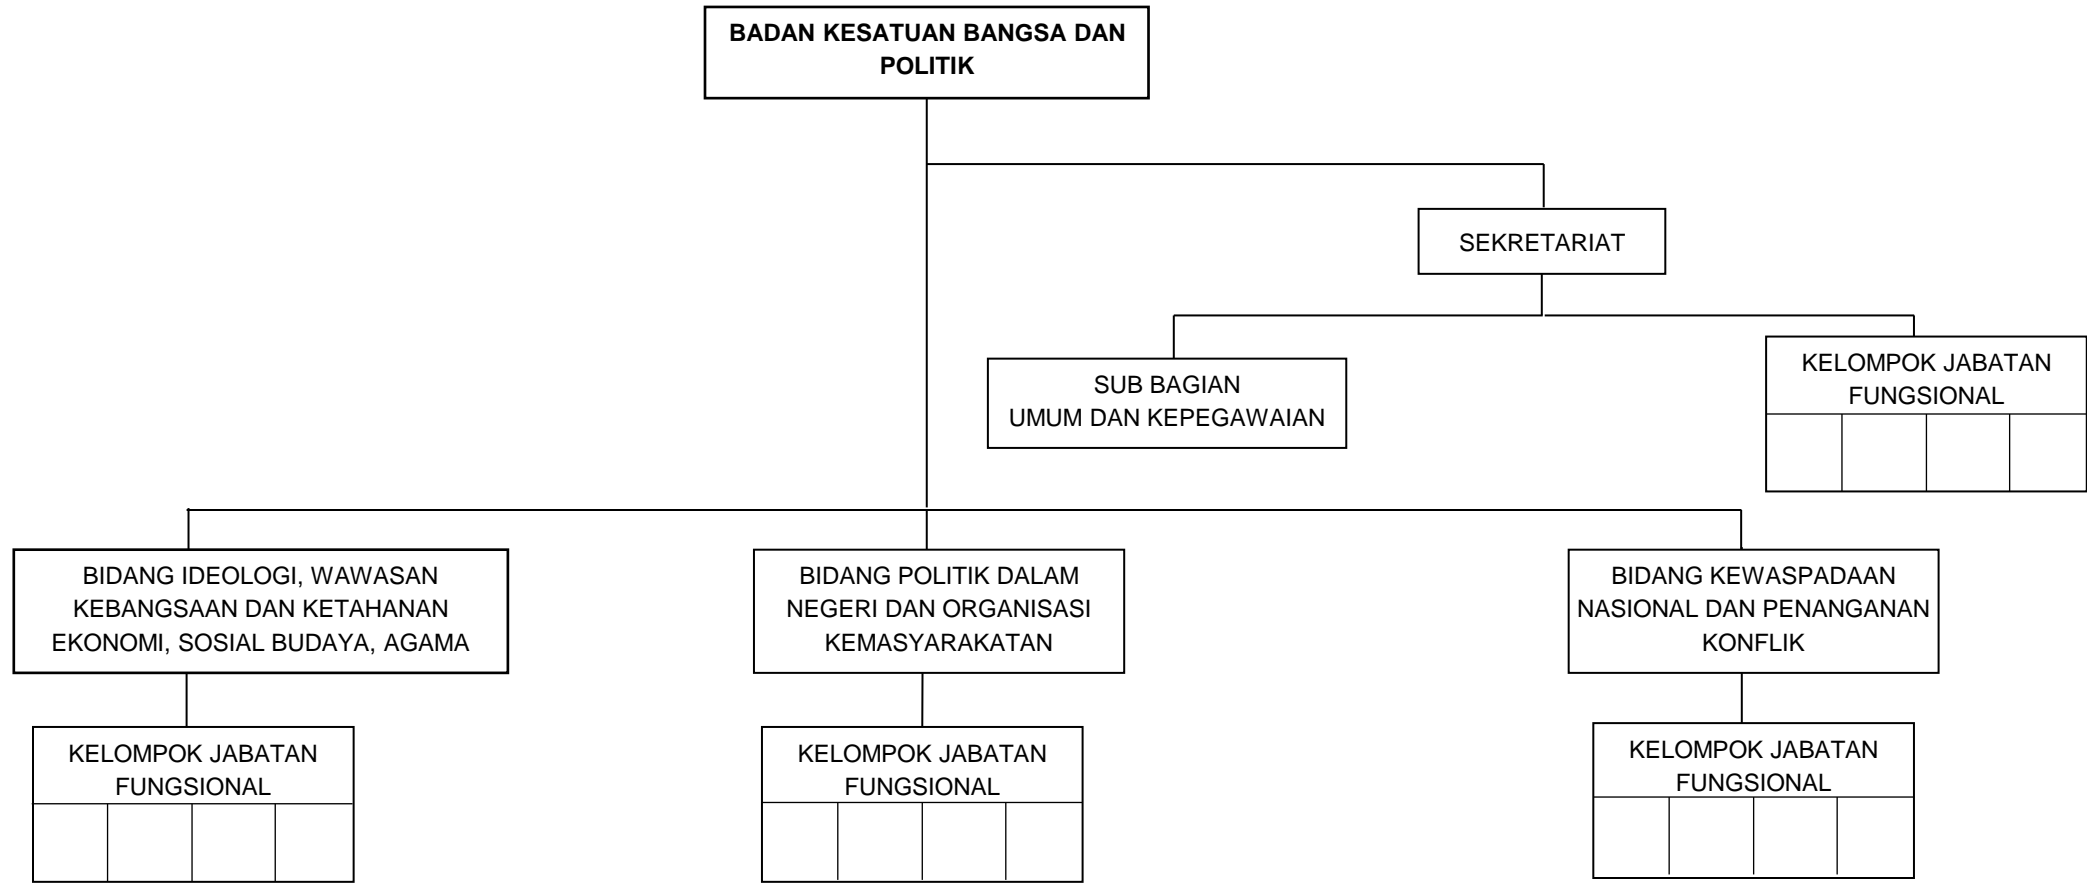 BADAN KESATUAN BANGSA DAN
POLITIK
SEKRETARIAT
SUB BAGIAN
UMUM DAN KEPEGAWAIAN
KELOMPOK JABATAN
FUNGSIONAL
BIDANG IDEOLOGI, WAWASAN
KEBANGSAAN DAN KETAHANAN
EKONOMI, SOSIAL BUDAYA, AGAMA
BIDANG POLITIK DALAM
NEGERI DAN ORGANISASI
KEMASYARAKATAN
BIDANG KEWASPADAAN
NASIONAL DAN PENANGANAN
KONFLIK
KELOMPOK JABATAN
FUNGSIONAL
KELOMPOK JABATAN
FUNGSIONAL
KELOMPOK JABATAN
FUNGSIONAL